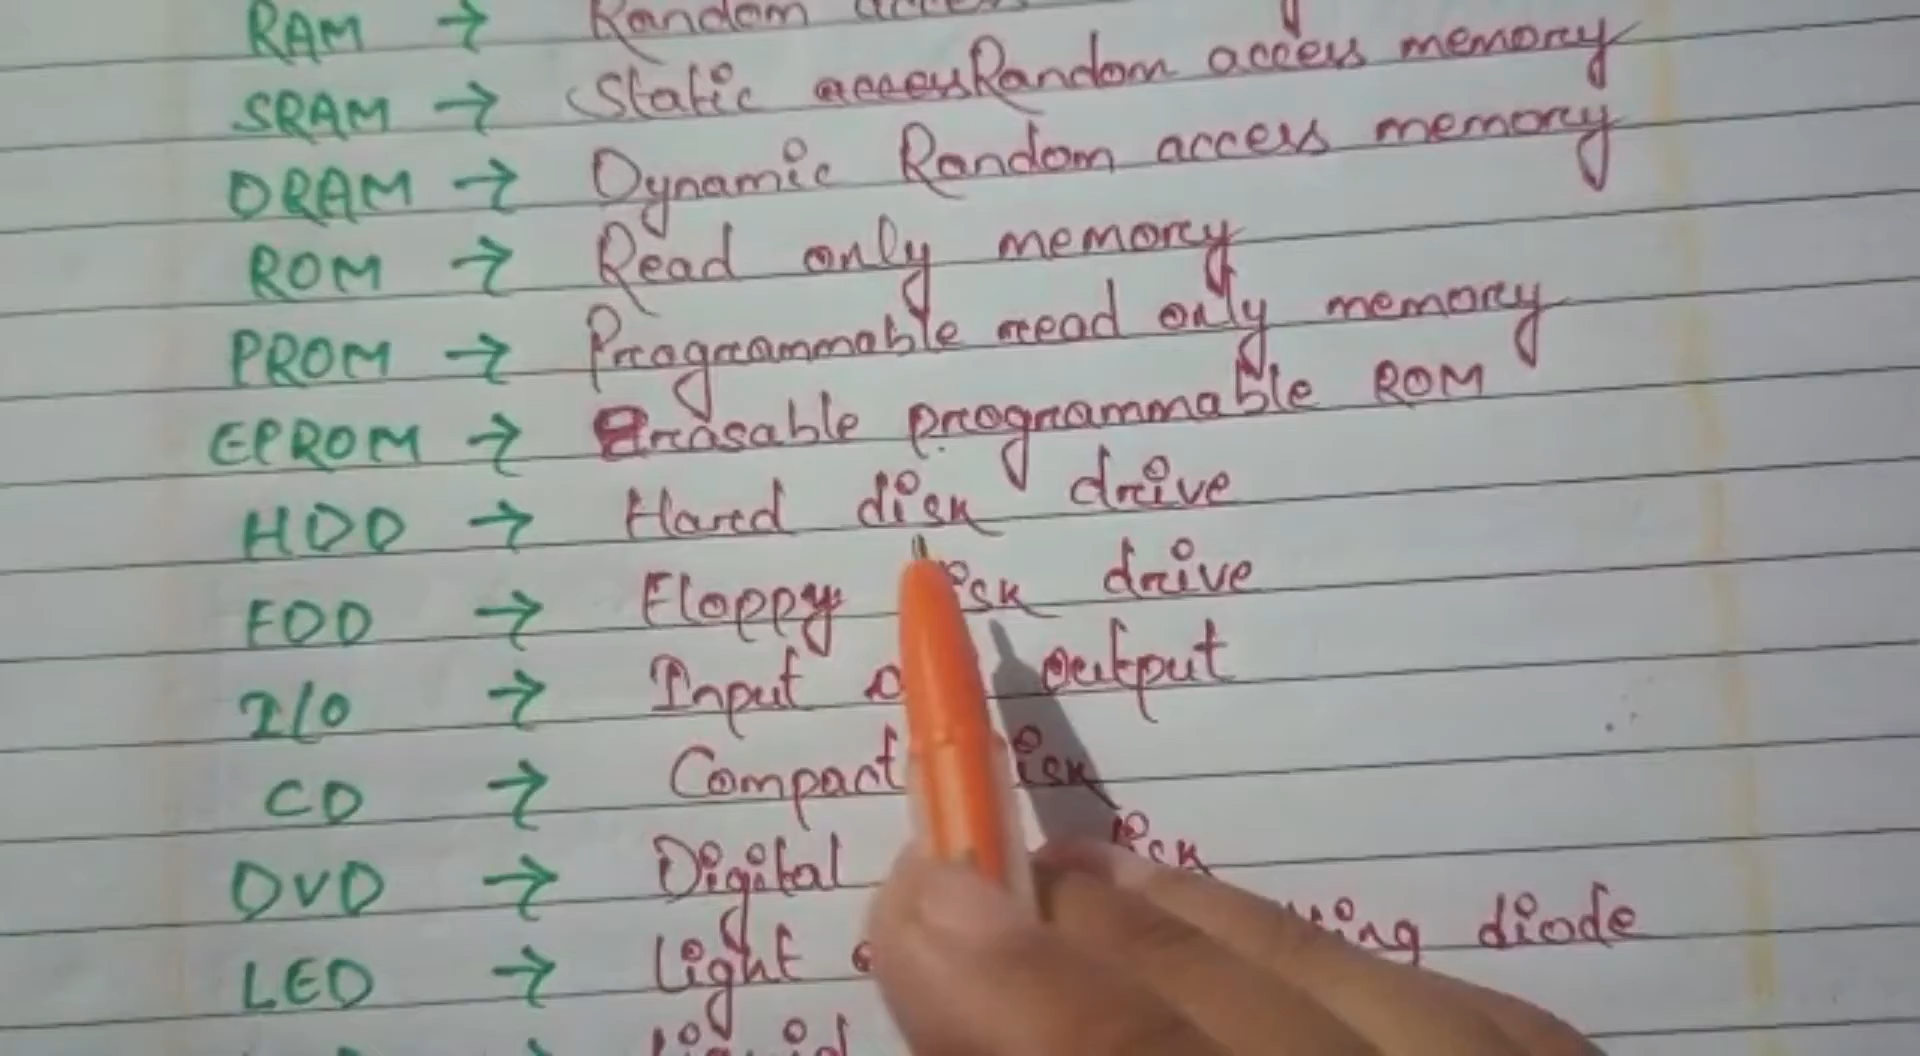 RAM → Random
SRAM → Static access Random access memory
DRAM → Dynamic Random access memory
ROM → Read only memory
PROM → Programmable read only memory
EPROM → Erasable programmable ROM
HDD → Hard disk drive
FDD → Floppy drive
I/O → Input output
CD → Compact
DVD → Digital
LED → Light diode